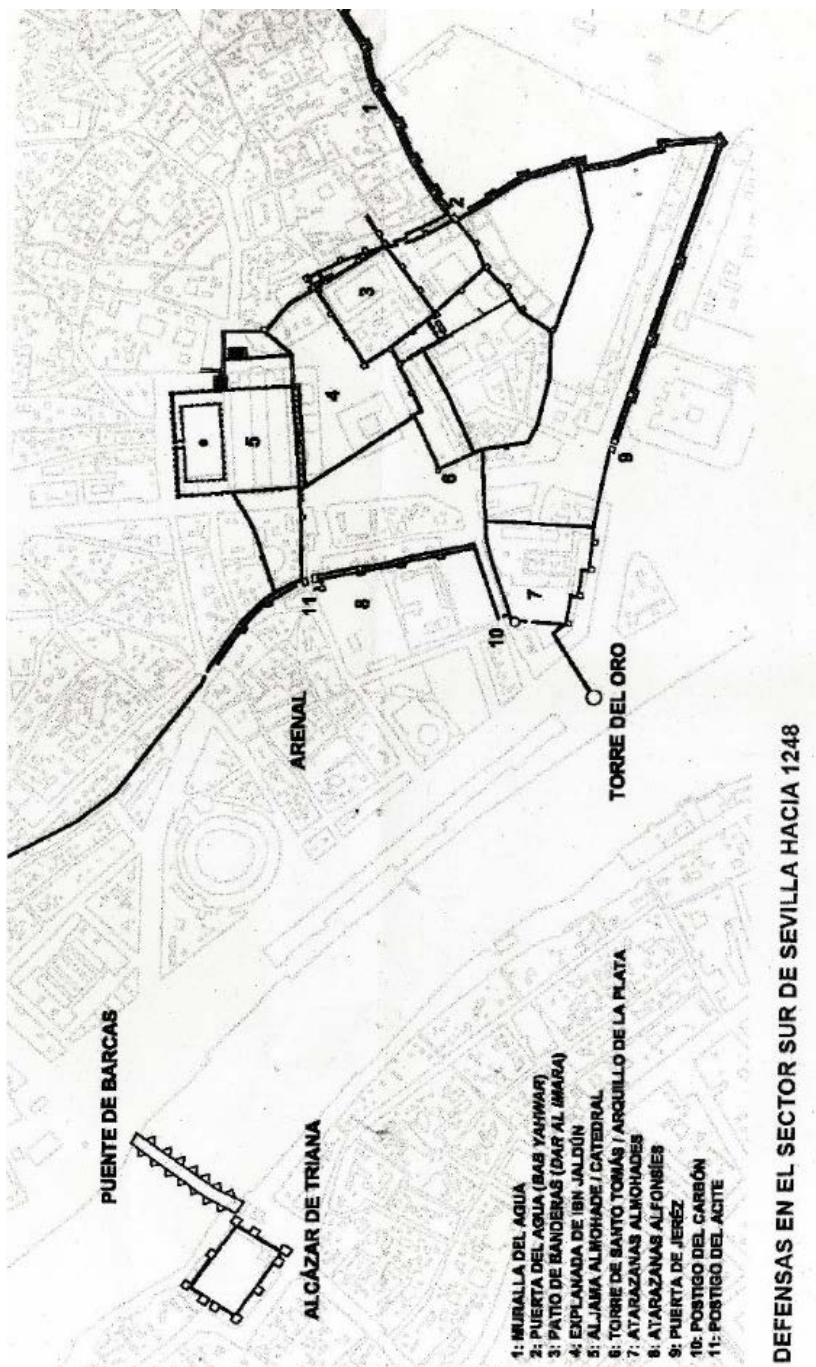 PUENTE DE BARCAS
ALCÁZAR DE TRIANA
ARENAL
TORRE DEL ORO
1
2
3
4
5
6
7
8
9
10
11
1: MURALLA DEL AGUA
2: PUERTA DEL AGUA (BAB YAHWAR)
3: PATIO DE BANDERAS (DAR AL IMARA)
4: EXPLANADA DE IBN JALDÚN
5: ALJAMA ALMOHADE / CATEDRAL
6: TORRE DE SANTO TOMÁS / ARQUILLO DE LA PLATA
7: ATARAZANAS ALMOHADES
8: ATARAZANAS ALFONSÍES
9: PUERTA DE JERÉZ
10: POSTIGO DEL CARBÓN
11: POSTIGO DEL ACITE
DEFENSAS EN EL SECTOR SUR DE SEVILLA HACIA 1248